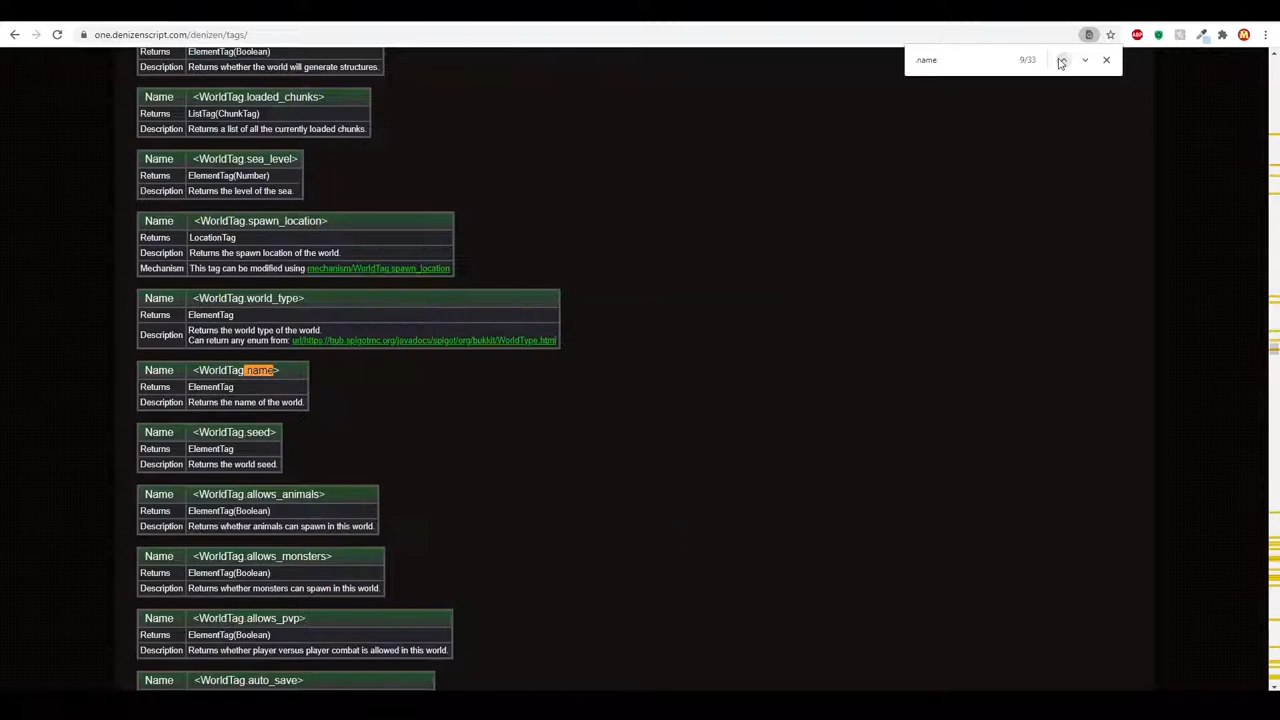 one.denizenscript.com/denizen/tags/
.name
9/33
ABP
M
ElementTag(Boolean)
Description Returns whether the world will generate structures.
Name <WorldTag.loaded_chunks>
Returns ListTag(ChunkTag)
Description Returns a list of all the currently loaded chunks.
Name <WorldTag.sea_level>
Returns ElementTag(Number)
Description Returns the level of the sea.
Name <WorldTag.spawn_location>
Returns LocationTag
Description Returns the spawn location of the world.
Mechanism This tag can be modified using mechanism/WorldTag.spawn_location
Name <WorldTag.world_type>
Returns ElementTag
Description Returns the world type of the world.
Can return any enum from: url/https://hub.spigotmc.org/javadocs/spigot/org/bukkit/WorldType.html
Name <WorldTag.name>
Returns ElementTag
Description Returns the name of the world.
Name <WorldTag.seed>
Returns ElementTag
Description Returns the world seed.
Name <WorldTag.allows_animals>
Returns ElementTag(Boolean)
Description Returns whether animals can spawn in this world.
Name <WorldTag.allows_monsters>
Returns ElementTag(Boolean)
Description Returns whether monsters can spawn in this world.
Name <WorldTag.allows_pvp>
Returns ElementTag(Boolean)
Description Returns whether player versus player combat is allowed in this world.
Name <WorldTag.auto_save>